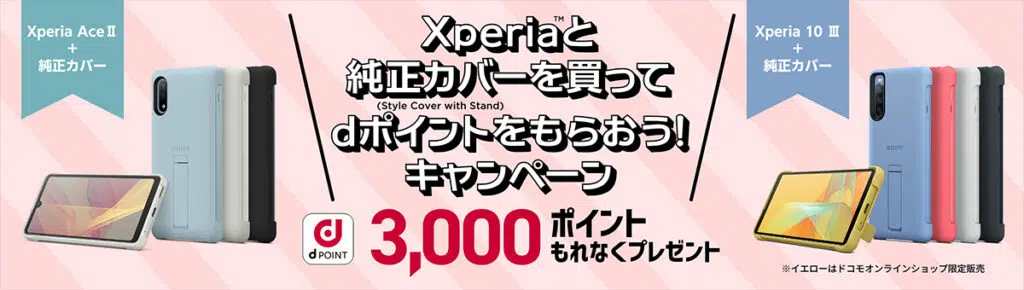 Xperia Ace II
+
純正カバー
Xperia™と
純正カバーを買って
(Style Cover with Stand)
dポイントをもらおう!
キャンペーン
d POINT
3,000 ポイント
もれなくプレゼント
Xperia 10 III
+
純正カバー
SONY
※イエローはドコモオンラインショップ限定販売